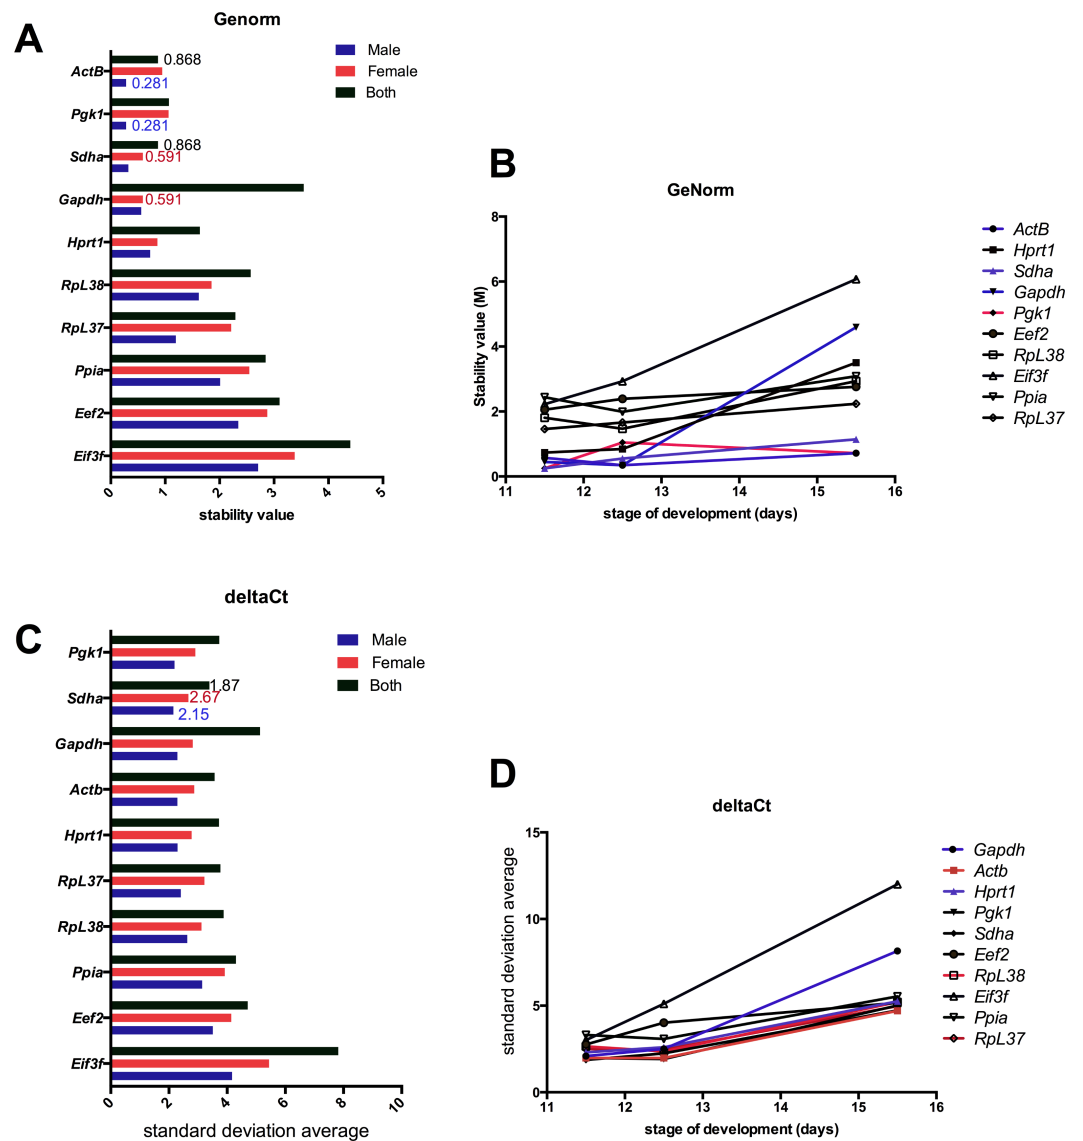 A
Genorm
Male
Female
Both
ActB
0.868
0.281
Pgk1
0.281
Sdha
0.868
0.591
Gapdh
0.591
Hprt1
RpL38
RpL37
Ppia
Eef2
Eif3f
0 1 2 3 4 5
stability value
B
GeNorm
8
6
4
2
0
Stability value (M)
11 12 13 14 15 16
stage of development (days)
ActB
Hprt1
Sdha
Gapdh
Pgk1
Eef2
RpL38
Eif3f
Ppia
RpL37
C
deltaCt
Male
Female
Both
Pgk1
Sdha
1.87
2.67
2.15
Gapdh
Actb
Hprt1
RpL37
RpL38
Ppia
Eef2
Eif3f
0 2 4 6 8 10
standard deviation average
D
deltaCt
15
10
5
0
standard deviation average
11 12 13 14 15 16
stage of development (days)
Gapdh
Actb
Hprt1
Pgk1
Sdha
Eef2
RpL38
Eif3f
Ppia
RpL37